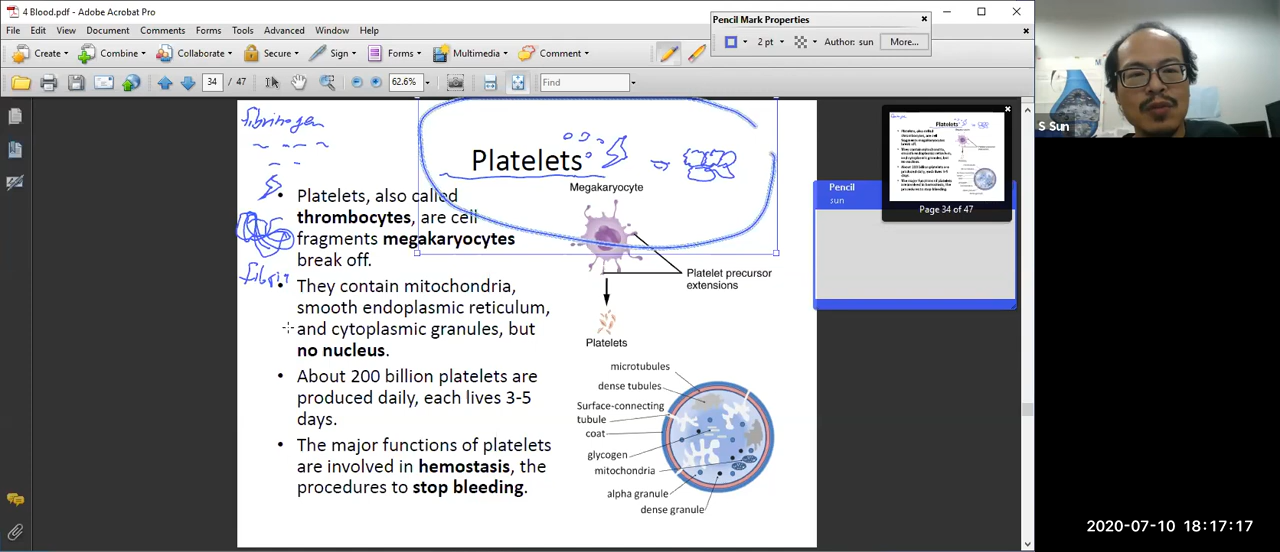 4 Blood.pdf - Adobe Acrobat Pro
File Edit View Document Comments Forms Tools Advanced Window Help
Create Combine Collaborate Secure Sign Forms Multimedia Comment
34 / 47 62.6% Find
Pencil Mark Properties
2 pt Author: sun More...
fibrinogen
Platelets
Megakaryocyte
• Platelets, also called
thrombocytes, are cell
fragments megakaryocytes
break off.
fibrin
• They contain mitochondria,
smooth endoplasmic reticulum,
and cytoplasmic granules, but
no nucleus.
• About 200 billion platelets are
produced daily, each lives 3-5
days.
• The major functions of platelets
are involved in hemostasis, the
procedures to stop bleeding.
Platelet precursor
extensions
Platelets
microtubules
dense tubules
Surface-connecting
tubule
coat
glycogen
mitochondria
alpha granule
dense granule
Pencil
sun
Page 34 of 47
S Sun
2020-07-10 18:17:17